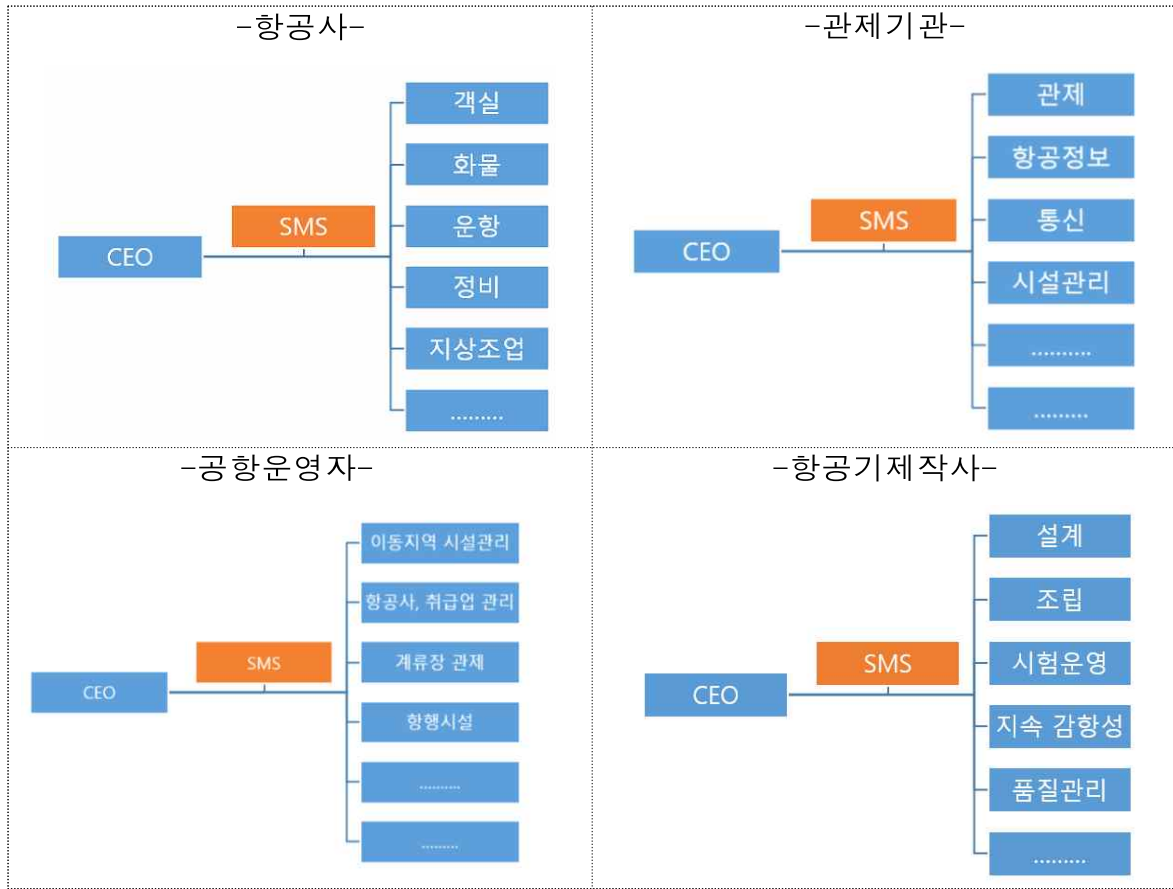 -항공사-
객실
화물
SMS
운항
CEO
정비
지상조업
.........
-관제기관-
관제
항공정보
SMS
통신
CEO
시설관리
..........
.........
-공항운영자-
이동지역 시설관리
항공사, 취급업 관리
SMS
계류장 관제
CEO
항행시설
..........
.........
-항공기제작사-
설계
조립
SMS
시험운영
CEO
지속 감항성
품질관리
.........